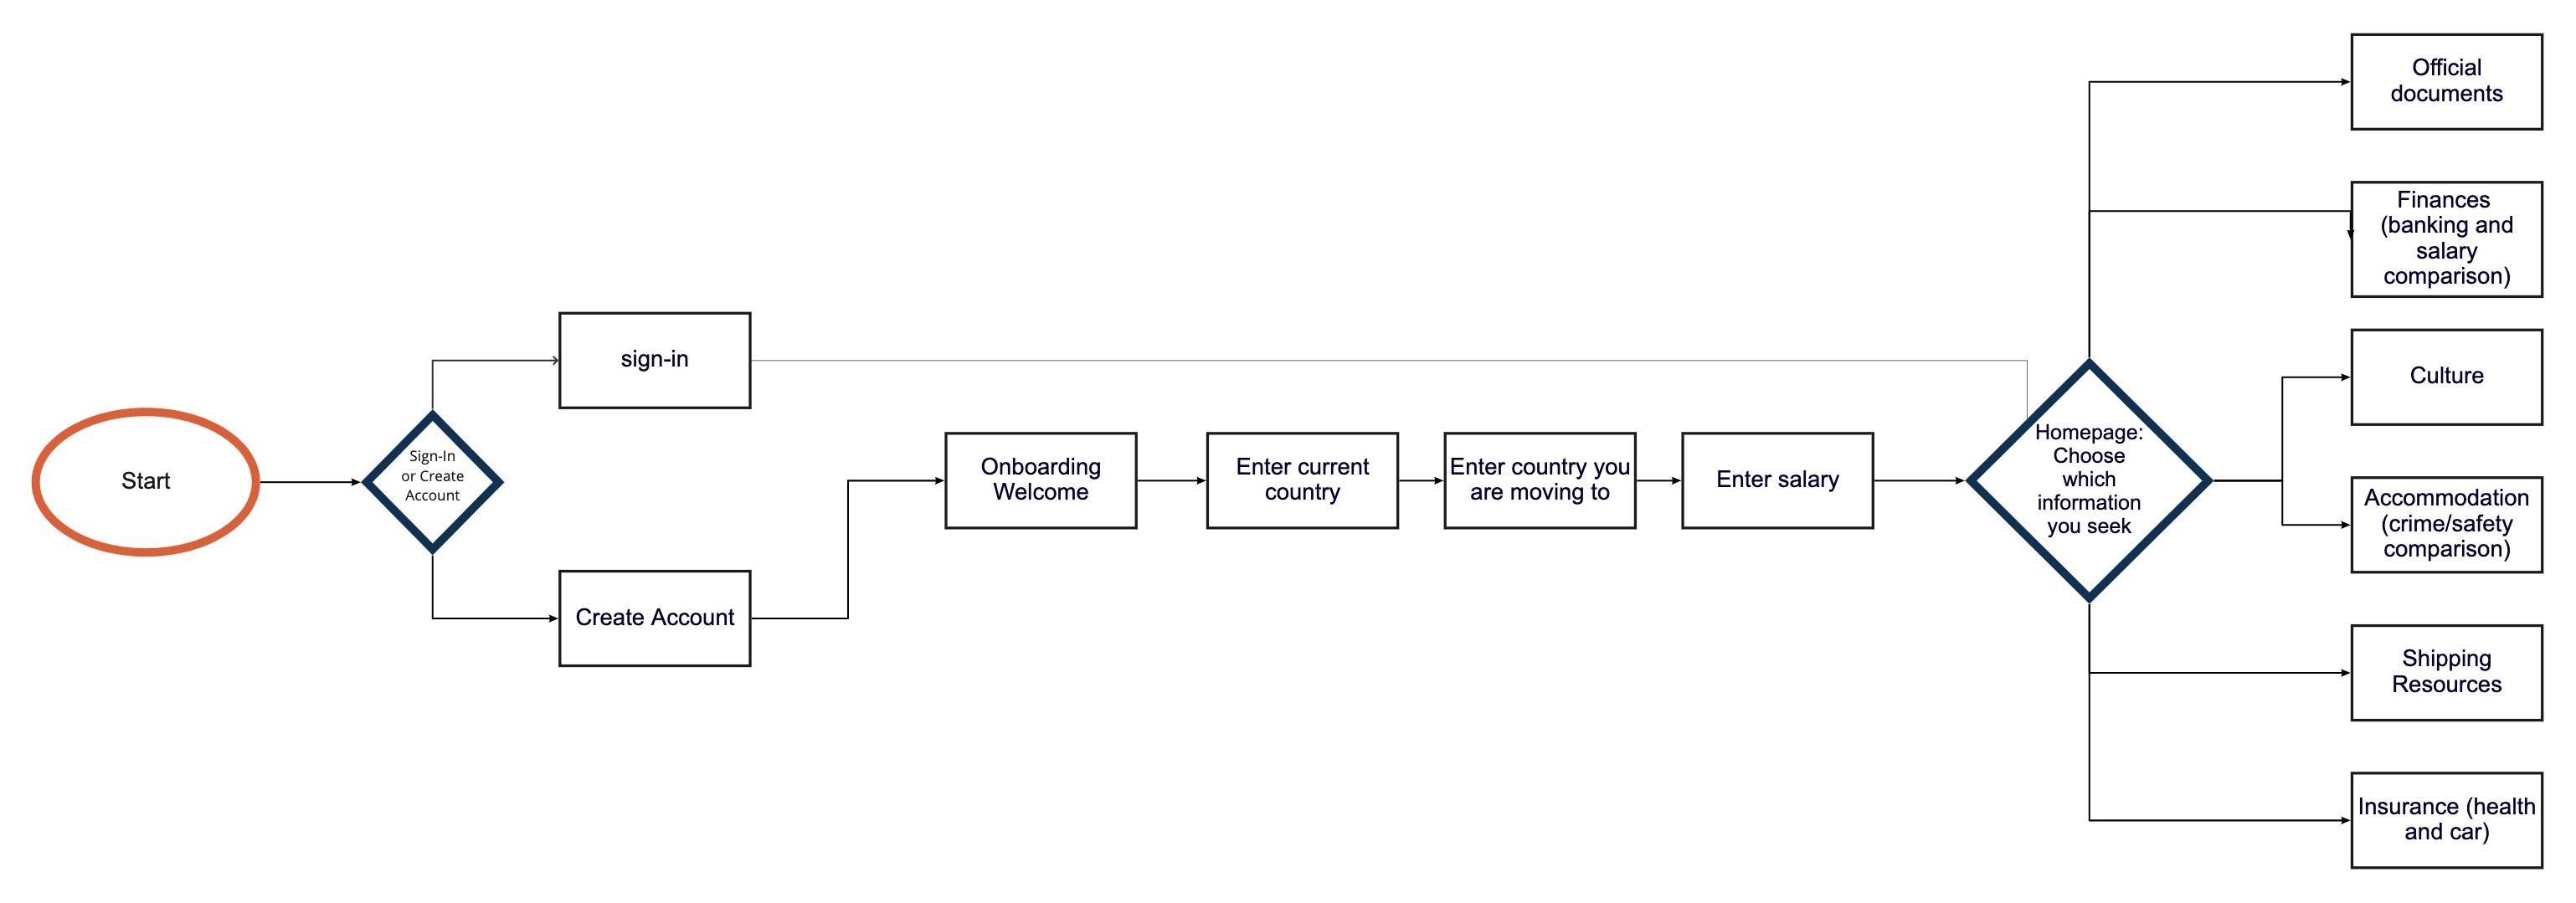 Start
Sign-In
or Create
Account
sign-in
Create Account
Onboarding
Welcome
Enter current
country
Enter country you
are moving to
Enter salary
Homepage:
Choose
which
information
you seek
Official
documents
Finances
(banking and
salary
comparison)
Culture
Accommodation
(crime/safety
comparison)
Shipping
Resources
Insurance (health
and car)